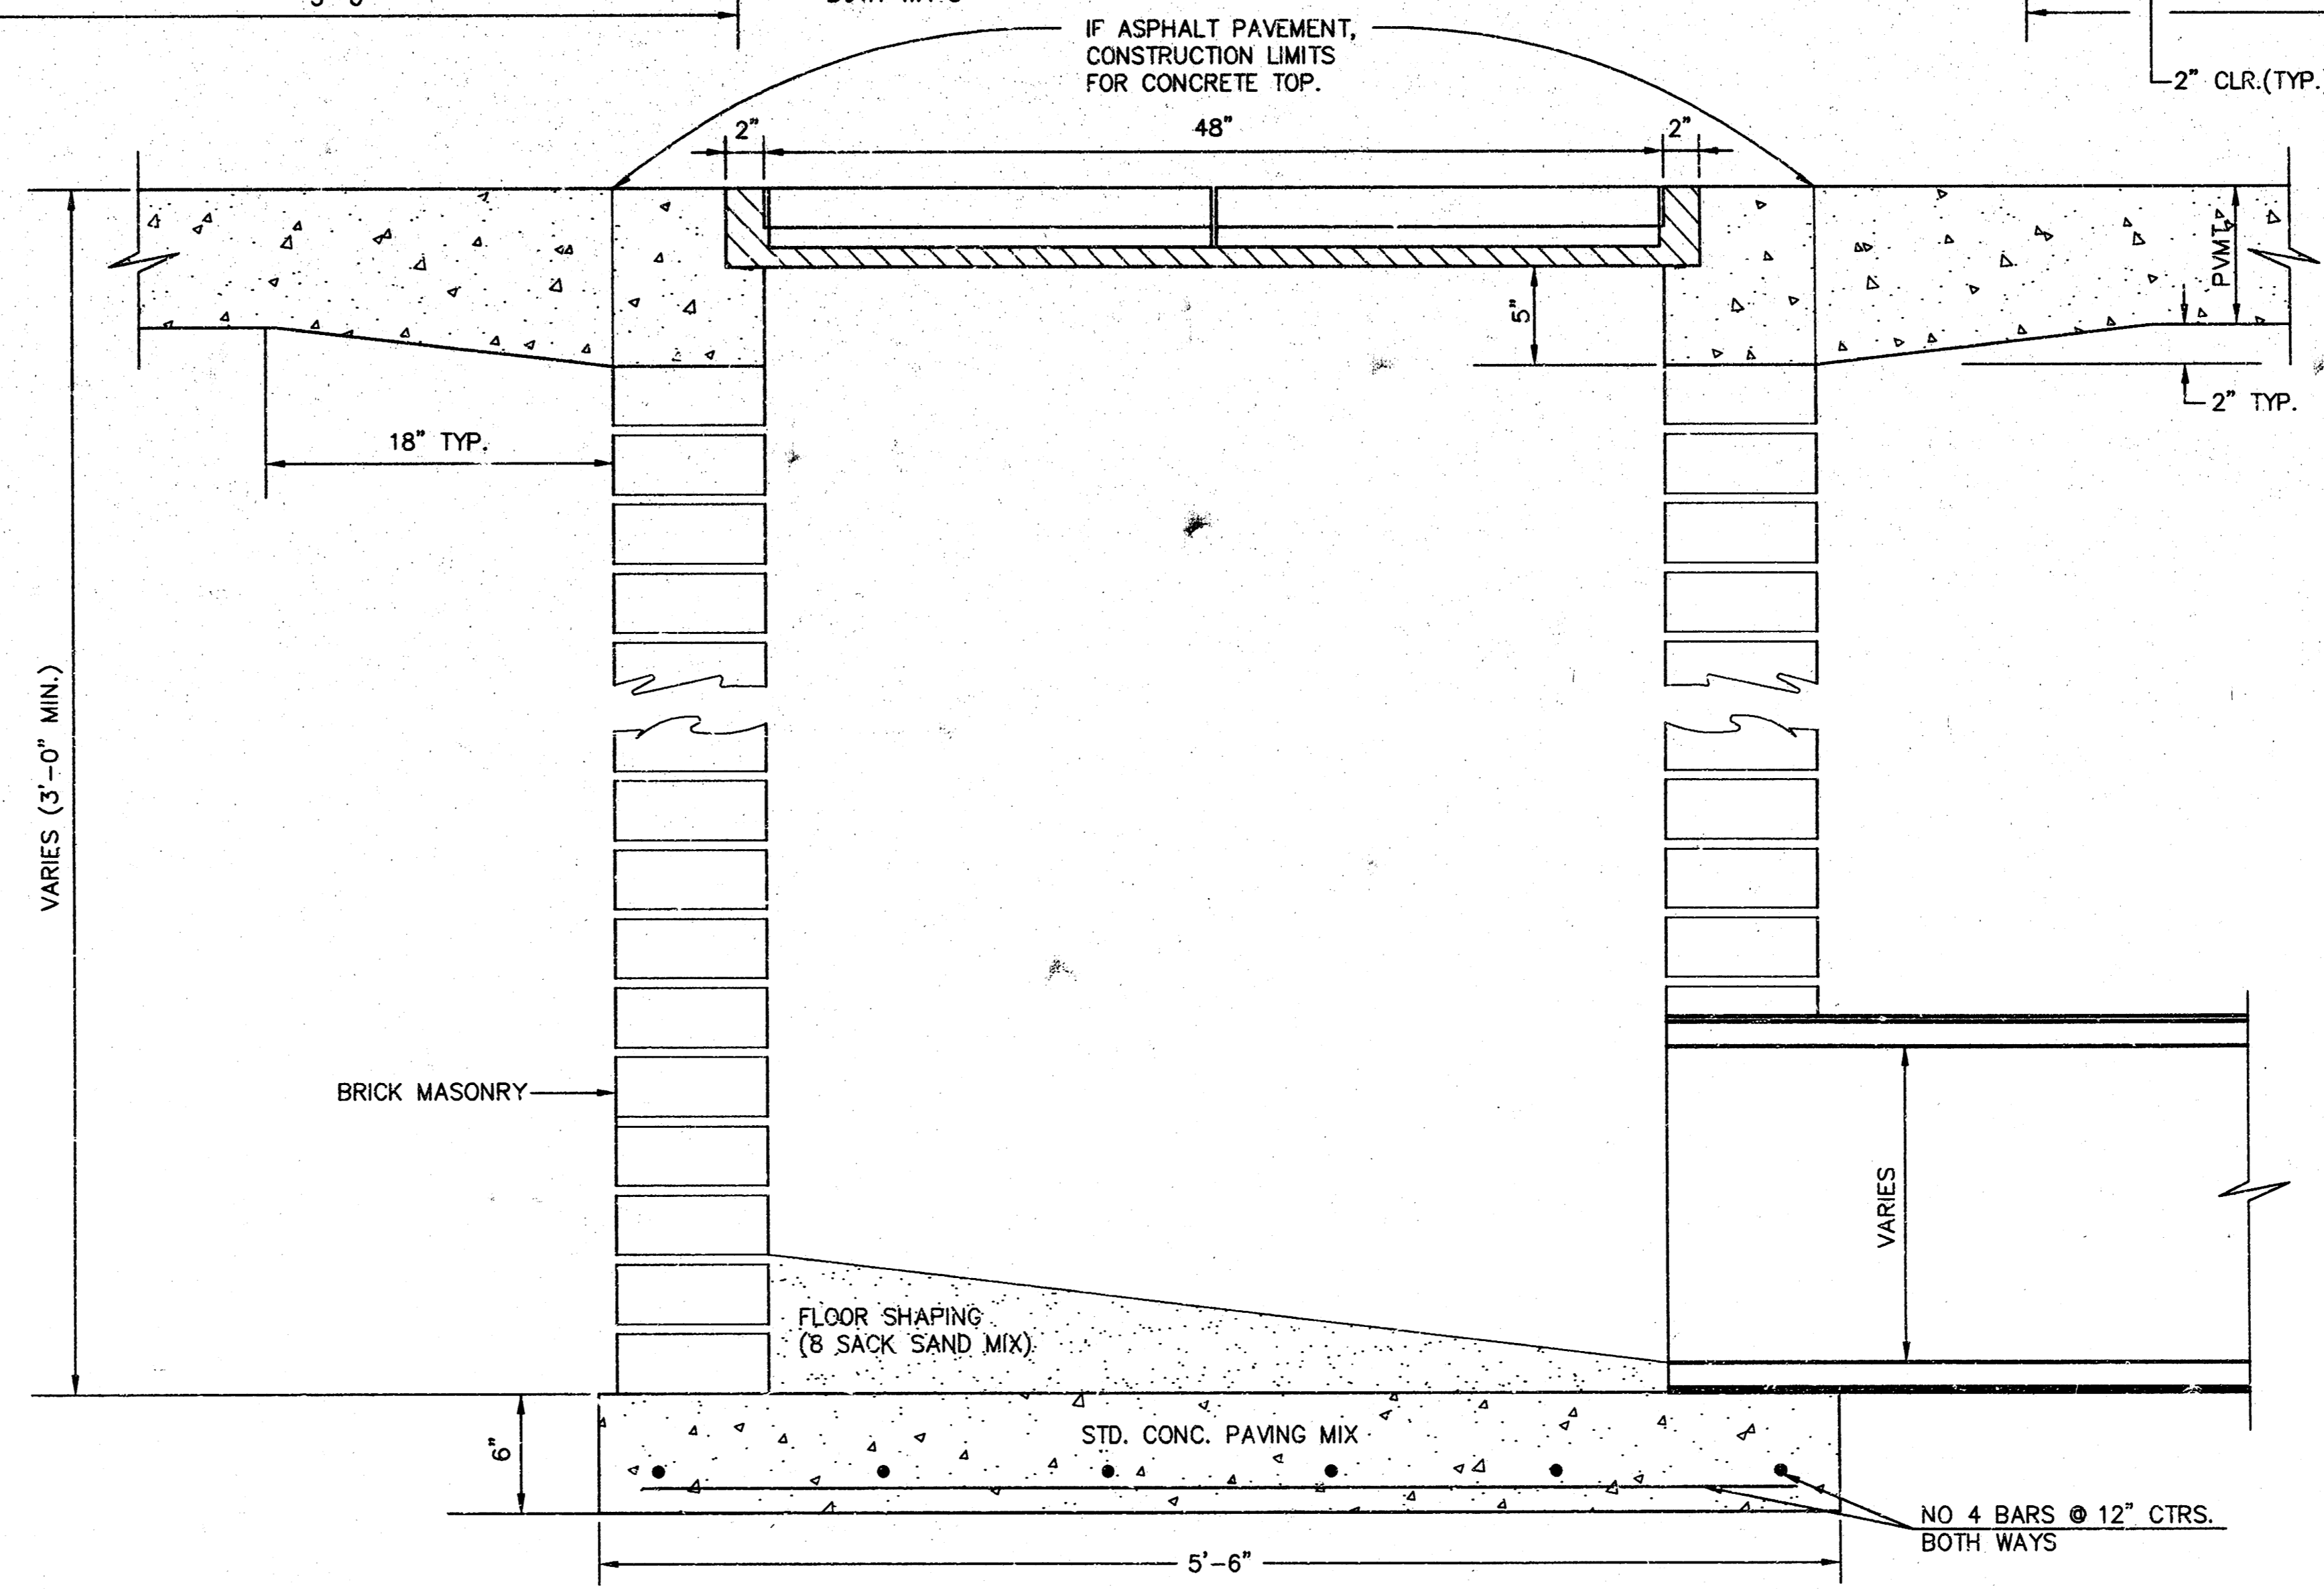 IF ASPHALT PAVEMENT,
CONSTRUCTION LIMITS
FOR CONCRETE TOP.
2" CLR.(TYP.
2"
48"
2"
PVMT.
5"
2" TYP.
18" TYP.
VARIES (3'-0" MIN.)
BRICK MASONRY
VARIES
FLOOR SHAPING
(8 SACK SAND MIX)
STD. CONC. PAVING MIX
6"
NO 4 BARS @ 12" CTRS.
BOTH WAYS
5'-6"